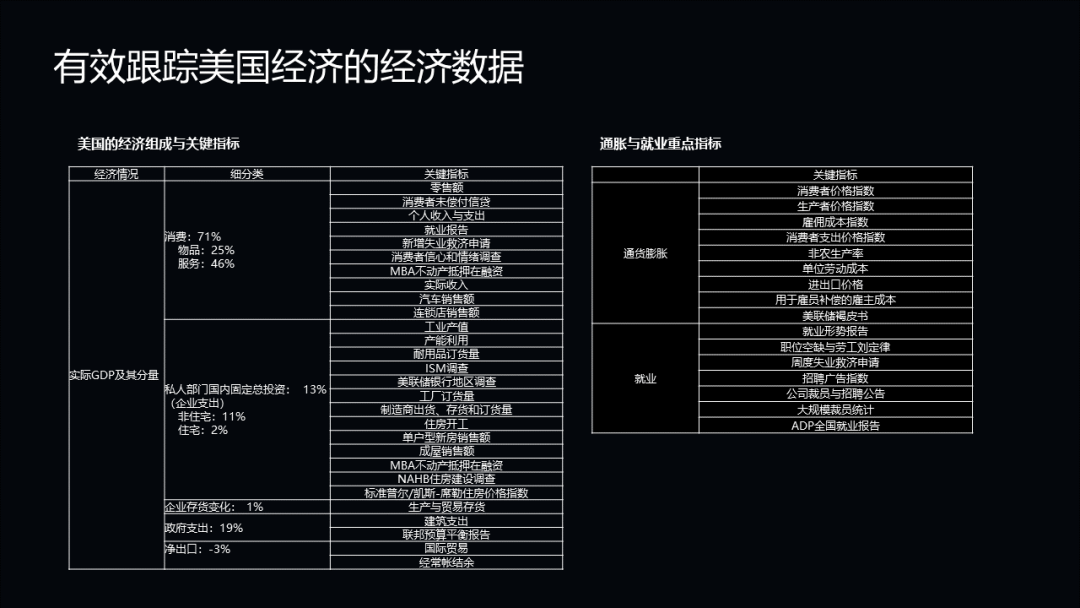 有效跟踪美国经济的经济数据
美国的经济组成与关键指标
经济情况 细分类 关键指标
实际GDP及其分量
消费：71%
物品：25%
服务：46%
零售额
消费者未偿付信贷
个人收入与支出
就业报告
新增失业救济申请
消费者信心和情绪调查
MBA不动产抵押在融资
实际收入
汽车销售额
连锁店销售额
私人部门国内固定总投资： 13%
（企业支出）
非住宅：11%
住宅：2%
工业产值
产能利用
耐用品订货量
ISM调查
美联储银行地区调查
工厂订货量
制造商出货、存货和订货量
住房开工
单户型新房销售额
成屋销售额
MBA不动产抵押在融资
NAHB住房建设调查
标准普尔/凯斯-席勒住房价格指数
企业存货变化： 1%
生产与贸易存货
政府支出：19%
建筑支出
联邦预算平衡报告
净出口：-3%
国际贸易
经常帐结余
通胀与就业重点指标
关键指标
通货膨胀
消费者价格指数
生产者价格指数
雇佣成本指数
消费者支出价格指数
非农生产率
单位劳动成本
进出口价格
用于雇员补偿的雇主成本
美联储褐皮书
就业
就业形势报告
职位空缺与劳工刘定律
周度失业救济申请
招聘广告指数
公司裁员与招聘公告
大规模裁员统计
ADP全国就业报告